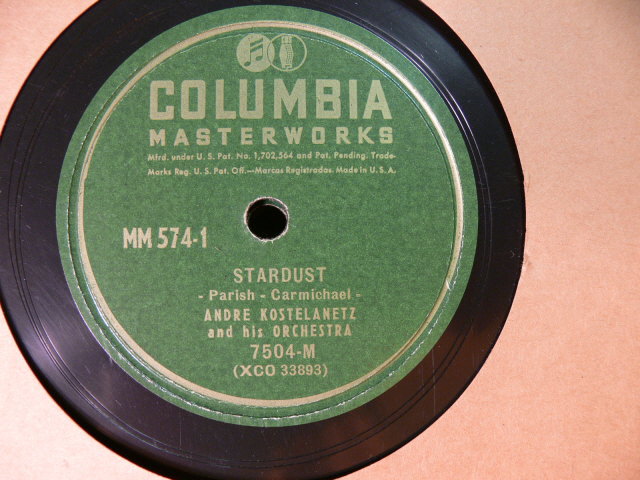 COLUMBIA
MASTERWORKS
Mfrd. under U.S. Pat. No. 1,702,564 and Pat. Pending. Trade-
Marks Reg. U.S. Pat. Off.—Marcas Registradas. Made in U.S.A.
MM 574-1
STARDUST
- Parish - Carmichael -
ANDRE KOSTELANETZ
and his ORCHESTRA
7504-M
(XCO 33893)